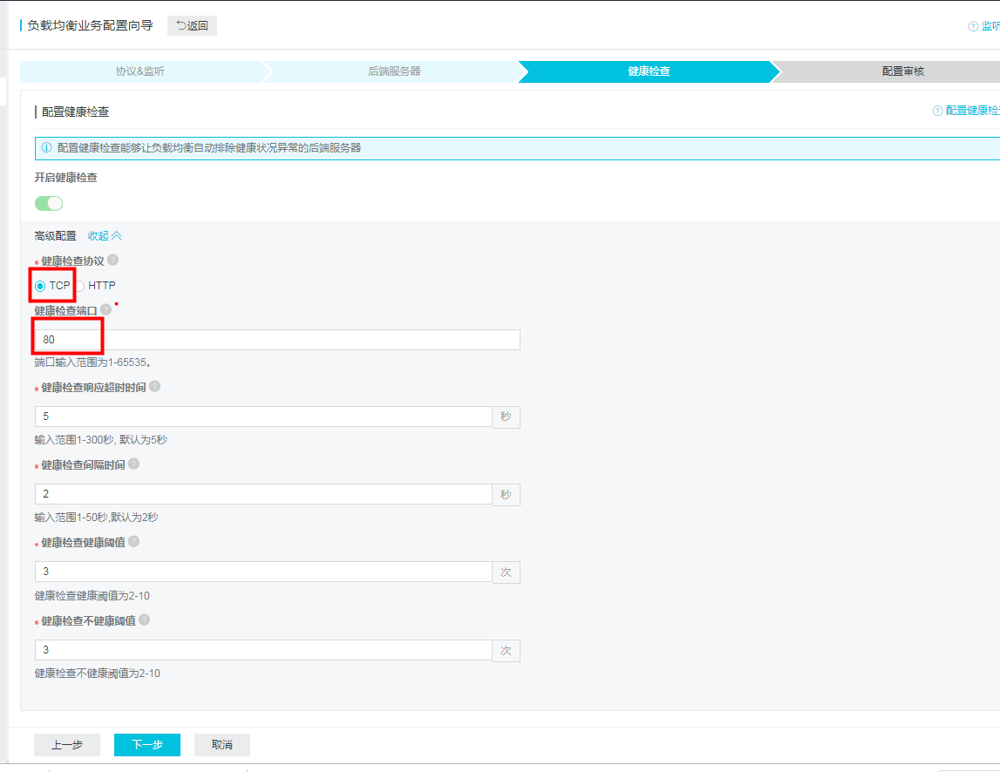 负载均衡业务配置向导 返回 监听
协议&监听 后端服务器 健康检查 配置审核
配置健康检查 配置健康检查
配置健康检查能够让负载均衡自动排除健康状况异常的后端服务器
开启健康检查
高级配置 收起
健康检查协议
TCP HTTP
健康检查端口
80
端口输入范围为1-65535。
健康检查响应超时时间
5 秒
输入范围1-300秒, 默认为5秒
健康检查间隔时间
2 秒
输入范围1-50秒,默认为2秒
健康检查健康阈值
3 次
健康检查健康阈值为2-10
健康检查不健康阈值
3 次
健康检查不健康阈值为2-10
上一步 下一步 取消